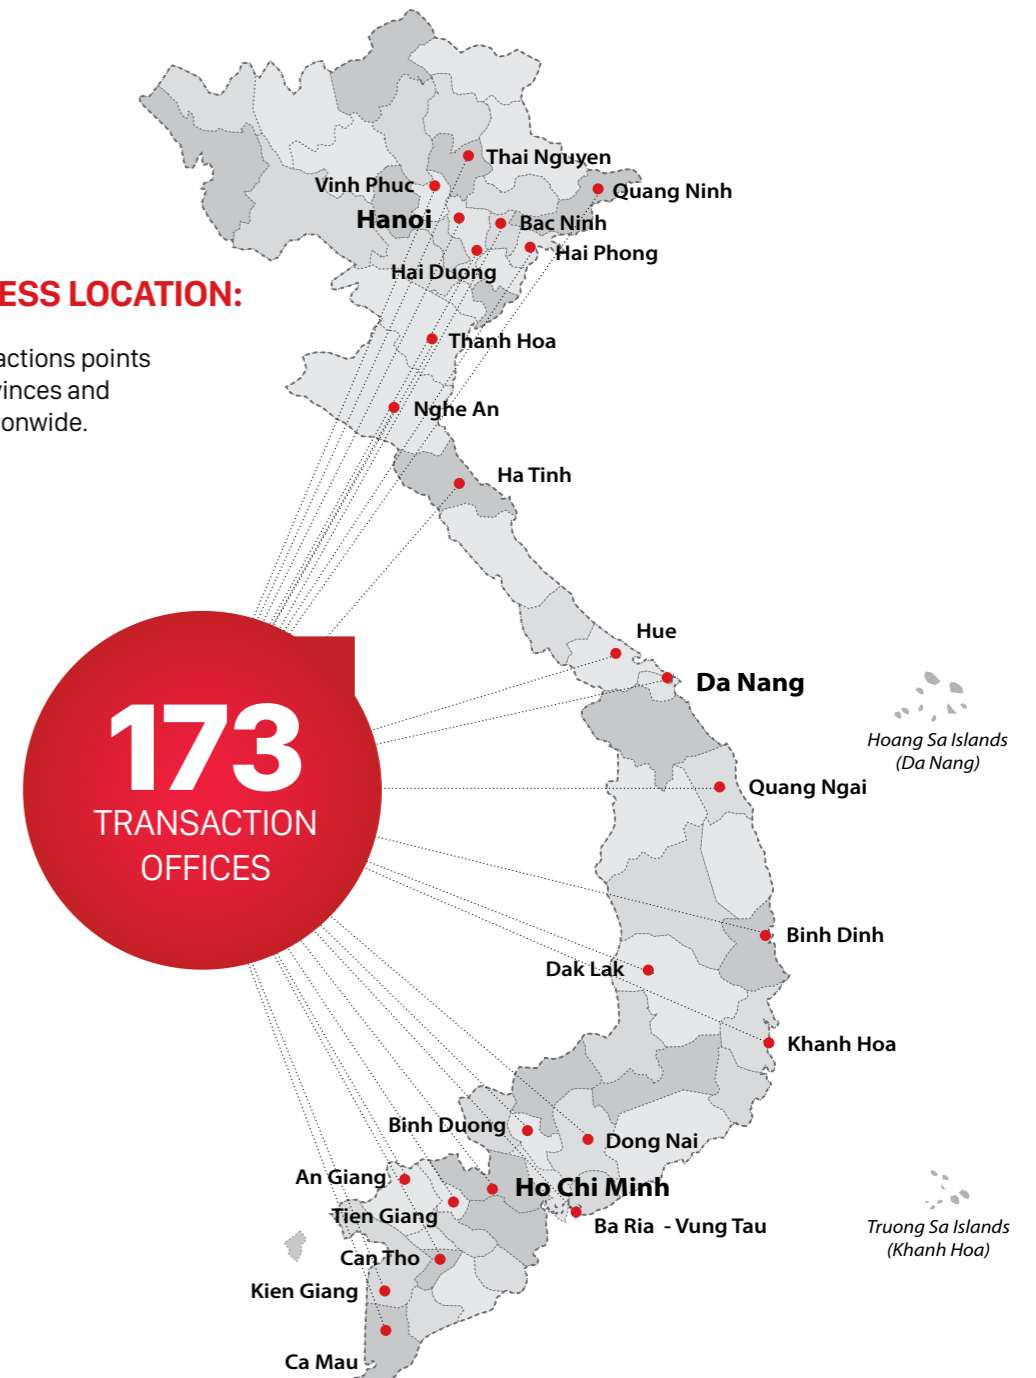 Thai Nguyen
Vinh Phuc
Quang Ninh
Hanoi
Bac Ninh
Hai Phong
Hai Duong
ESS LOCATION:
Thanh Hoa
actions points
vinces and
onwide.
Nghe An
Ha Tinh
Hue
Da Nang
173
TRANSACTION
OFFICES
Hoang Sa Islands
(Da Nang)
Quang Ngai
Binh Dinh
Dak Lak
Khanh Hoa
Binh Duong
Dong Nai
An Giang
Ho Chi Minh
Tien Giang
Ba Ria - Vung Tau
Truong Sa Islands
(Khanh Hoa)
Can Tho
Kien Giang
Ca Mau